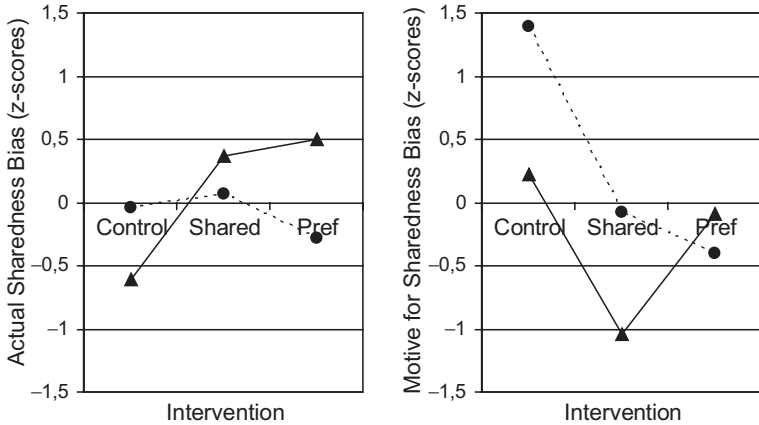 Actual Sharedness Bias (z-scores)
1,5
1
0,5
0
–0,5
–1
–1,5
Control Shared Pref
Intervention
Motive for Sharedness Bias (z-scores)
1,5
1
0,5
0
–0,5
–1
–1,5
Control Shared Pref
Intervention